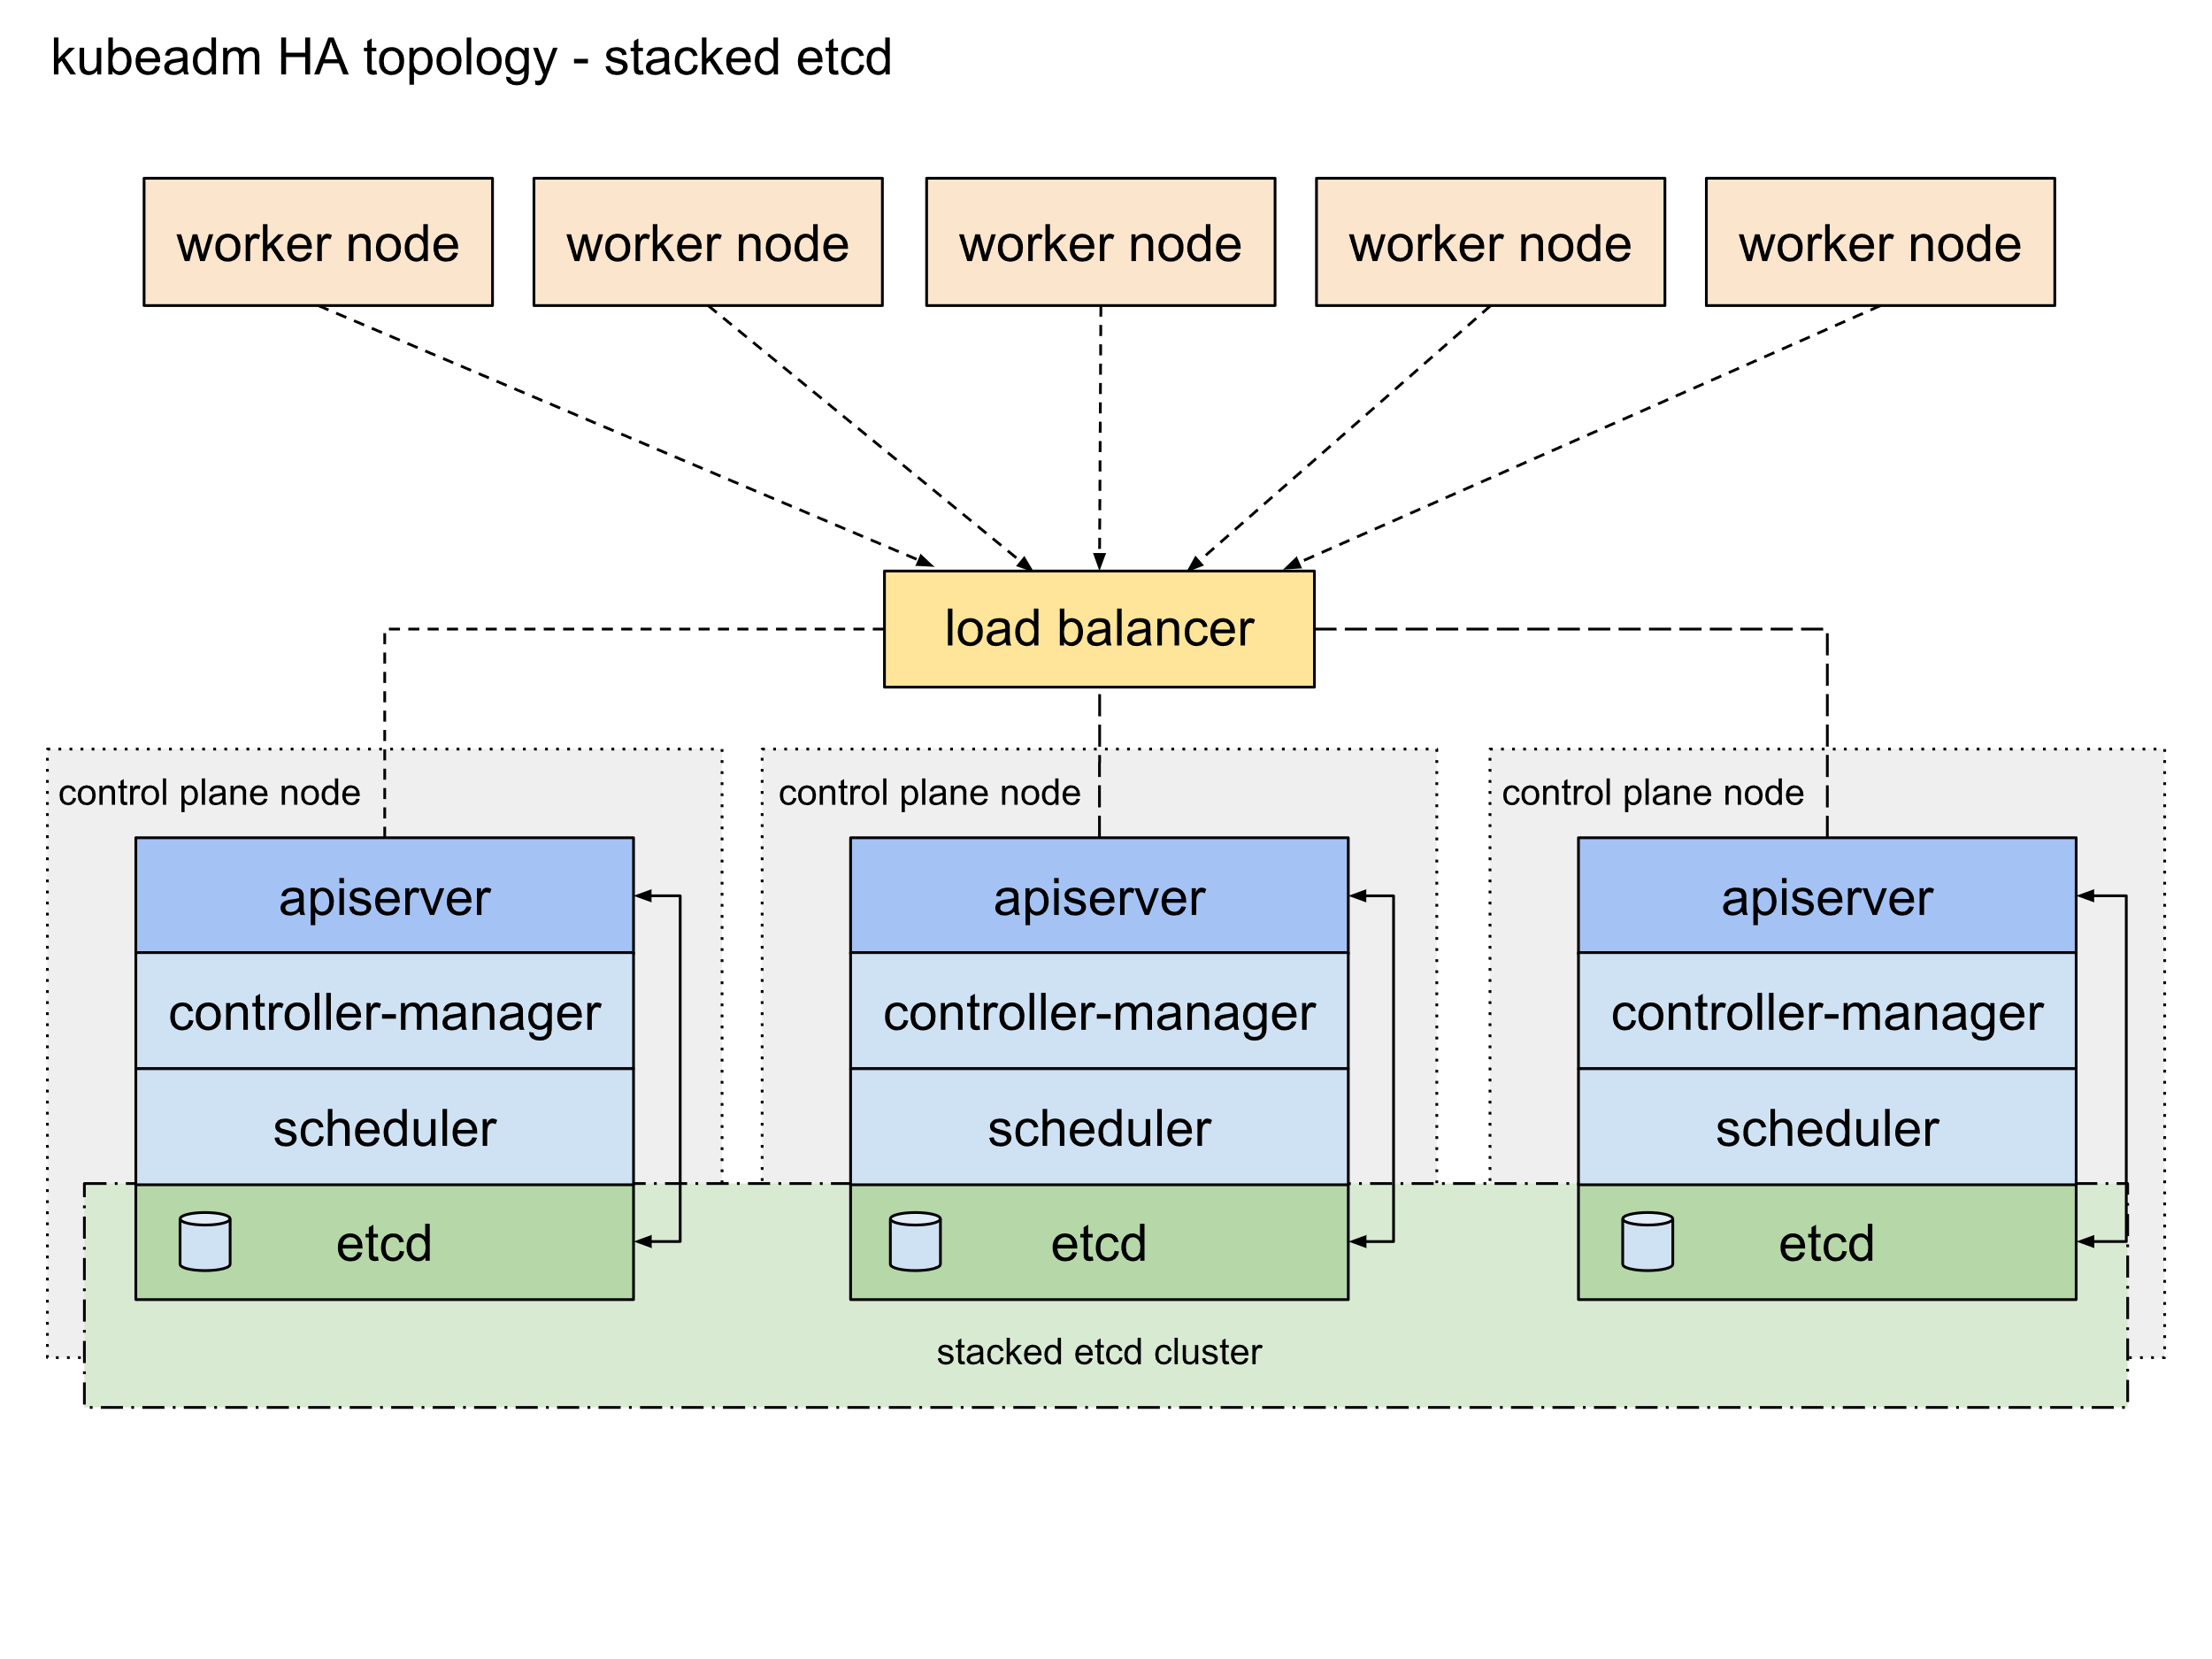 kubeadm HA topology - stacked etcd
worker node
worker node
worker node
worker node
worker node
load balancer
control plane node
control plane node
control plane node
apiserver
apiserver
apiserver
controller-manager
controller-manager
controller-manager
scheduler
scheduler
scheduler
etcd
etcd
etcd
stacked etcd cluster